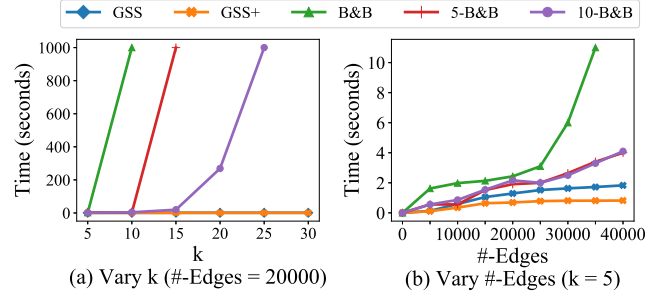 GSS GSS+ B&B 5-B&B 10-B&B
Time (seconds)
1000
800
600
400
200
0
5 10 15 20 25 30
k
(a) Vary k (#-Edges = 20000)
Time (seconds)
10
8
6
4
2
0
0 10000 20000 30000 40000
#-Edges
(b) Vary #-Edges (k = 5)